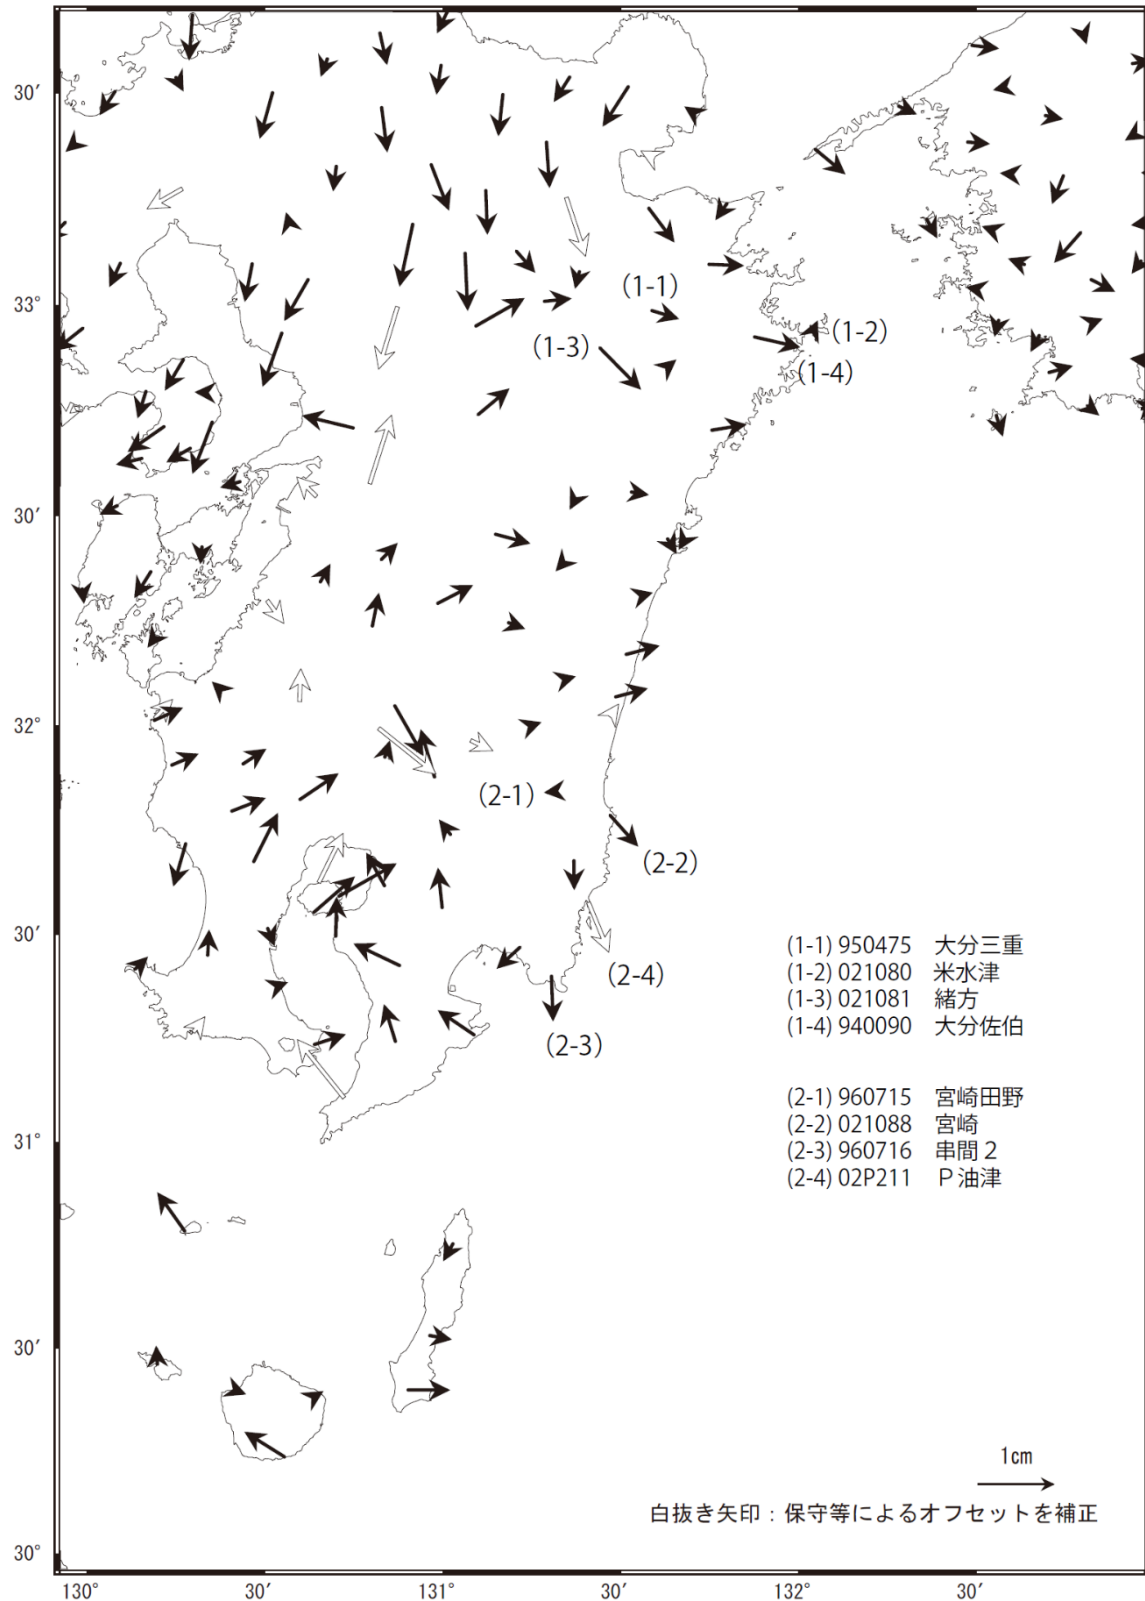 30′
33°
30′
32°
30′
31°
30′
30°
(1-1)
(1-2)
(1-3)
(1-4)
(2-1)
(2-2)
(2-4)
(2-3)
(1-1) 950475 大分三重
(1-2) 021080 米水津
(1-3) 021081 緒方
(1-4) 940090 大分佐伯
(2-1) 960715 宮崎田野
(2-2) 021088 宮崎
(2-3) 960716 串間２
(2-4) 02P211 Ｐ油津
1cm
白抜き矢印：保守等によるオフセットを補正
130° 30′ 131° 30′ 132° 30′